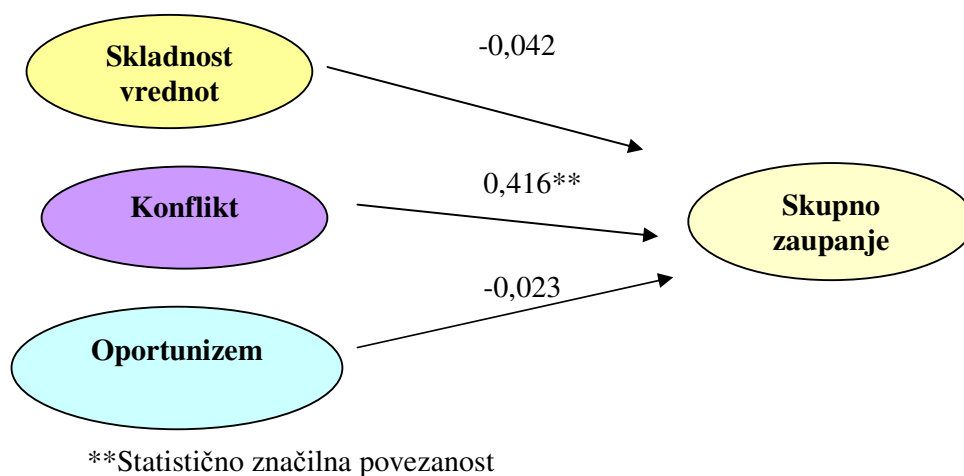 Skladnost
vrednot
-0,042
Konflikt
0,416**
Skupno
zaupanje
Oportunizem
-0,023
**Statistično značilna povezanost